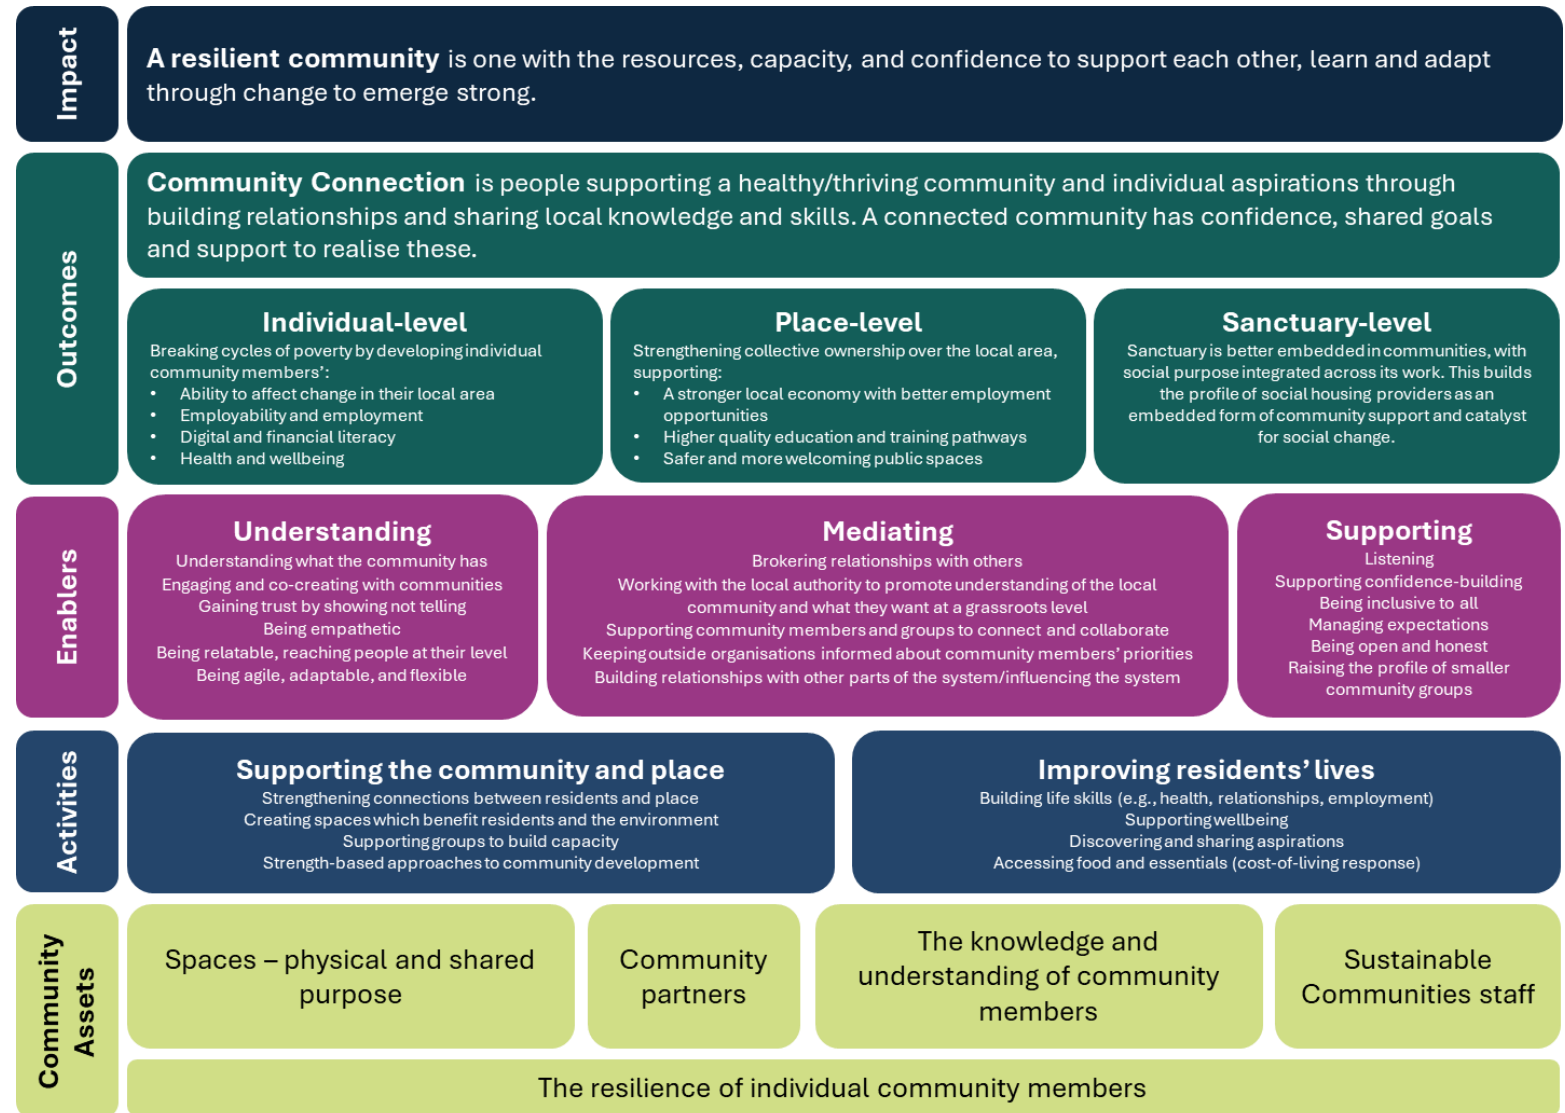 Impact
A resilient community is one with the resources, capacity, and confidence to support each other, learn and adapt
through change to emerge strong.
Outcomes
Community Connection is people supporting a healthy/thriving community and individual aspirations through
building relationships and sharing local knowledge and skills. A connected community has confidence, shared goals
and support to realise these.
Individual-level
Breaking cycles of poverty by developing individual
community members':
• Ability to affect change in their local area
• Employability and employment
• Digital and financial literacy
• Health and wellbeing
Place-level
Strengthening collective ownership over the local area,
supporting:
• A stronger local economy with better employment
opportunities
• Higher quality education and training pathways
• Safer and more welcoming public spaces
Sanctuary-level
Sanctuary is better embedded in communities, with
social purpose integrated across its work. This builds
the profile of social housing providers as an
embedded form of community support and catalyst
for social change.
Enablers
Understanding
Understanding what the community has
Engaging and co-creating with communities
Gaining trust by showing not telling
Being empathetic
Being relatable, reaching people at their level
Being agile, adaptable, and flexible
Mediating
Brokering relationships with others
Working with the local authority to promote understanding of the local
community and what they want at a grassroots level
Supporting community members and groups to connect and collaborate
Keeping outside organisations informed about community members' priorities
Building relationships with other parts of the system/influencing the system
Supporting
Listening
Supporting confidence-building
Being inclusive to all
Managing expectations
Being open and honest
Raising the profile of smaller
community groups
Activities
Supporting the community and place
Strengthening connections between residents and place
Creating spaces which benefit residents and the environment
Supporting groups to build capacity
Strength-based approaches to community development
Improving residents' lives
Building life skills (e.g., health, relationships, employment)
Supporting wellbeing
Discovering and sharing aspirations
Accessing food and essentials (cost-of-living response)
Community
Assets
Spaces – physical and shared
purpose
Community
partners
The knowledge and
understanding of community
members
Sustainable
Communities staff
The resilience of individual community members